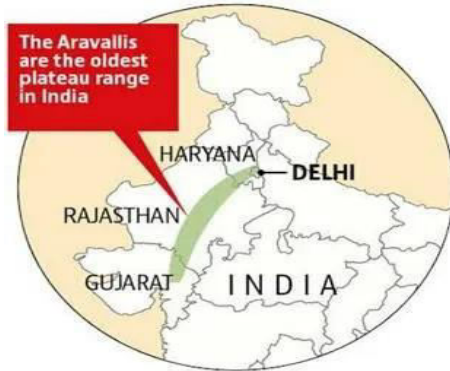 The Aravallis
are the oldest
plateau range
in India
HARYANA
DELHI
RAJASTHAN
GUJARAT
INDIA